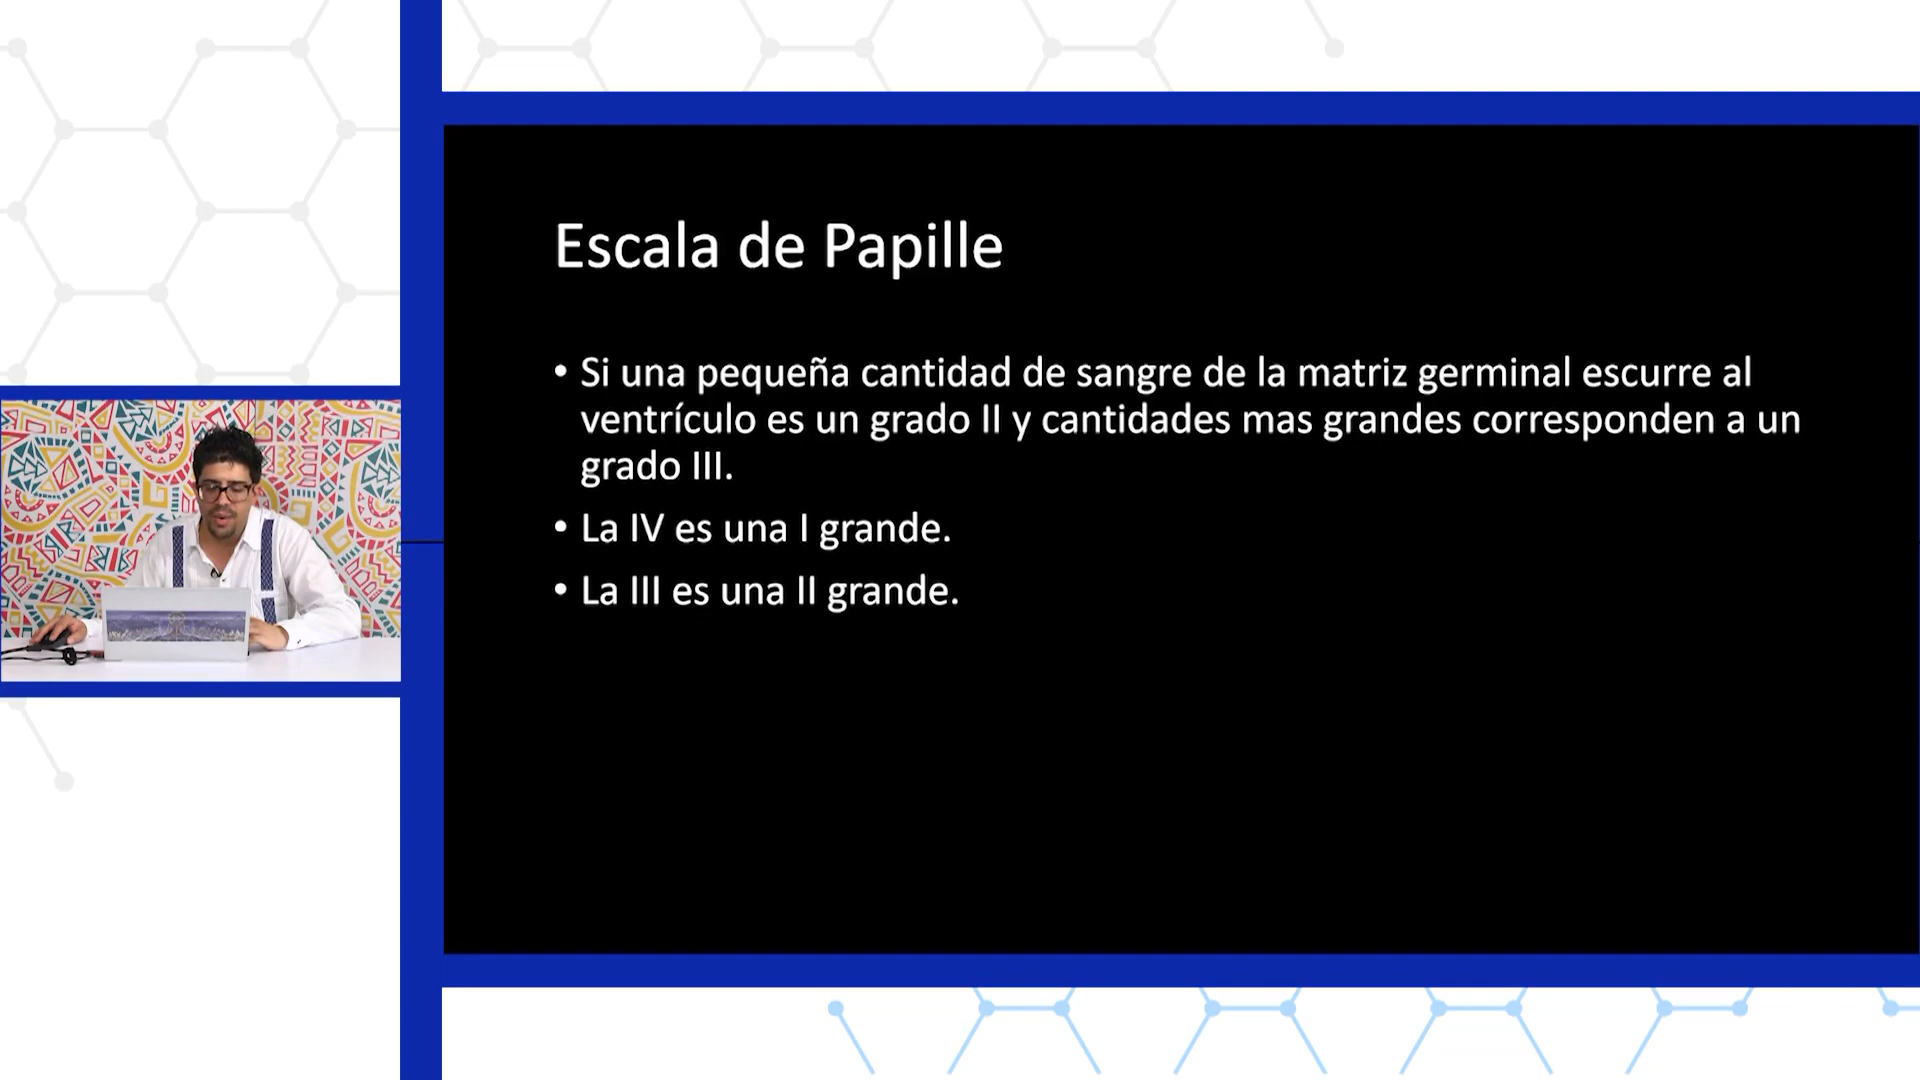 Escala de Papille
• Si una pequeña cantidad de sangre de la matriz germinal escurre al
ventrículo es un grado II y cantidades mas grandes corresponden a un
grado III.
• La IV es una I grande.
• La III es una II grande.